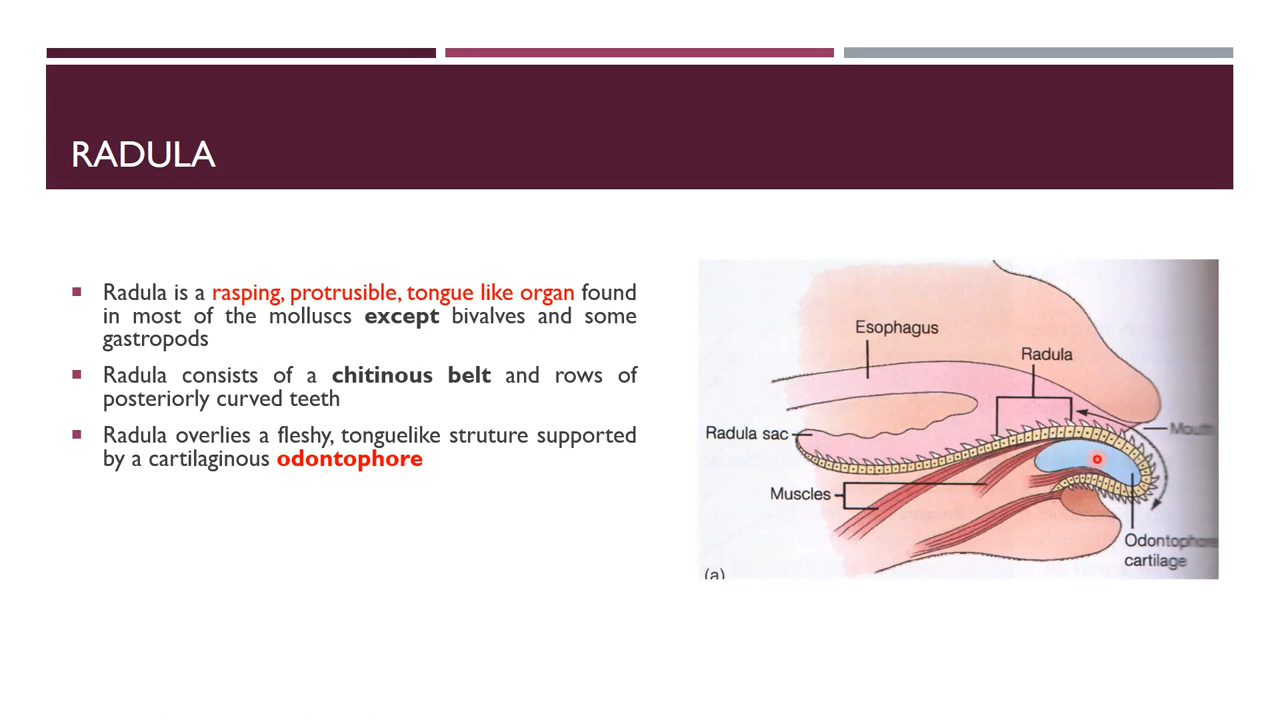 RADULA
Radula is a rasping, protrusible, tongue like organ found
in most of the molluscs except bivalves and some
gastropods
Radula consists of a chitinous belt and rows of
posteriorly curved teeth
Radula overlies a fleshy, tonguelike struture supported
by a cartilaginous odontophore
Esophagus
Radula
Radula sac
Mouth
Muscles
Odontophore
cartilage
(a)